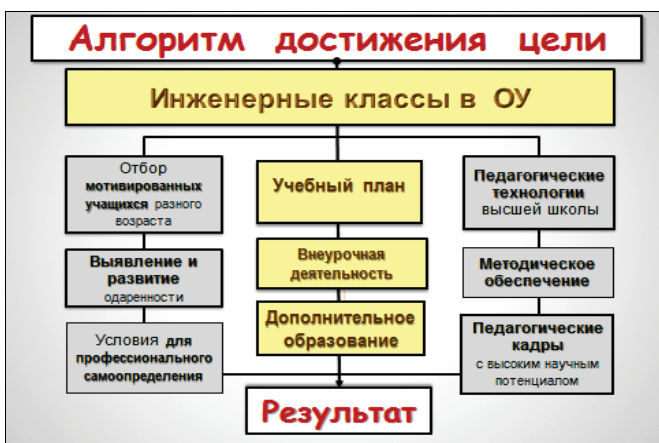 Алгоритм достижения цели
Инженерные классы в ОУ
Отбор
мотивированных
учащихся разного
возраста
Выявление и
развитие
одаренности
Условия для
профессионального
самоопределения
Учебный план
Внеурочная
деятельность
Дополнительное
образование
Педагогические
технологии
высшей школы
Методическое
обеспечение
Педагогические
кадры
с высоким научным
потенциалом
Результат